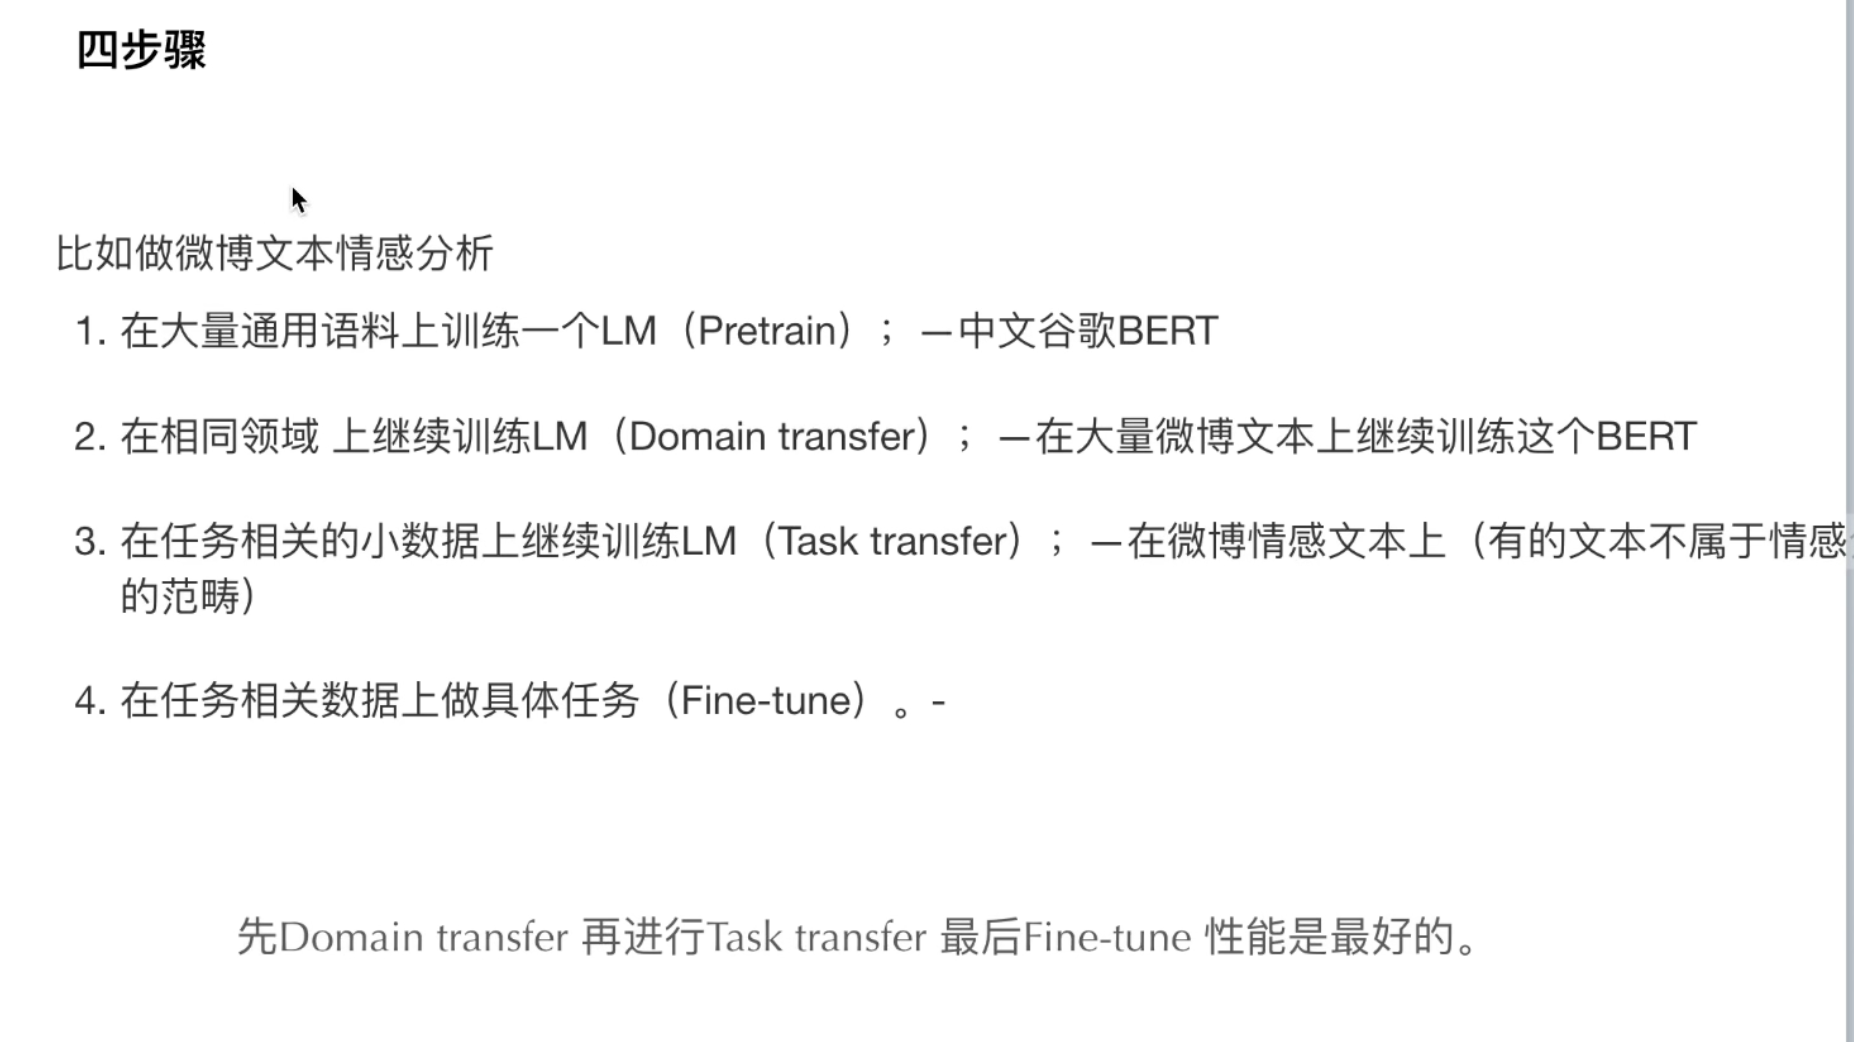 四步骤
比如做微博文本情感分析
1. 在大量通用语料上训练一个LM（Pretrain）； —中文谷歌BERT
2. 在相同领域 上继续训练LM（Domain transfer）； —在大量微博文本上继续训练这个BERT
3. 在任务相关的小数据上继续训练LM（Task transfer）； —在微博情感文本上（有的文本不属于情感
的范畴）
4. 在任务相关数据上做具体任务（Fine-tune）。-
先Domain transfer 再进行Task transfer 最后Fine-tune 性能是最好的。